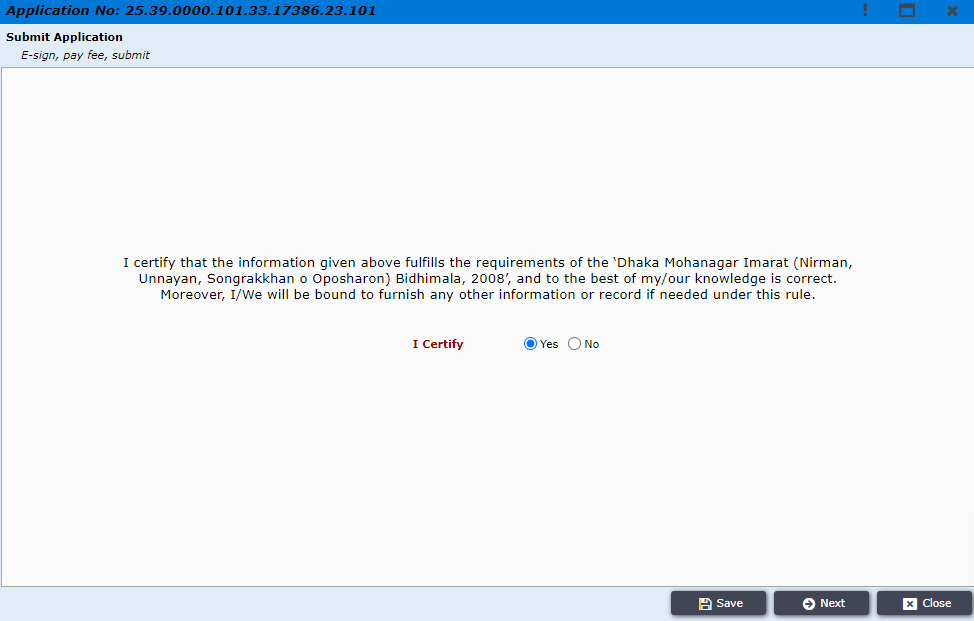 Application No: 25.39.0000.101.33.17386.23.101
Submit Application
E-sign, pay fee, submit
I certify that the information given above fulfills the requirements of the ‘Dhaka Mohanagar Imarat (Nirman,
Unnayan, Songrakkhan o Oposharon) Bidhimala, 2008’, and to the best of my/our knowledge is correct.
Moreover, I/We will be bound to furnish any other information or record if needed under this rule.
I Certify Yes No
Save Next Close